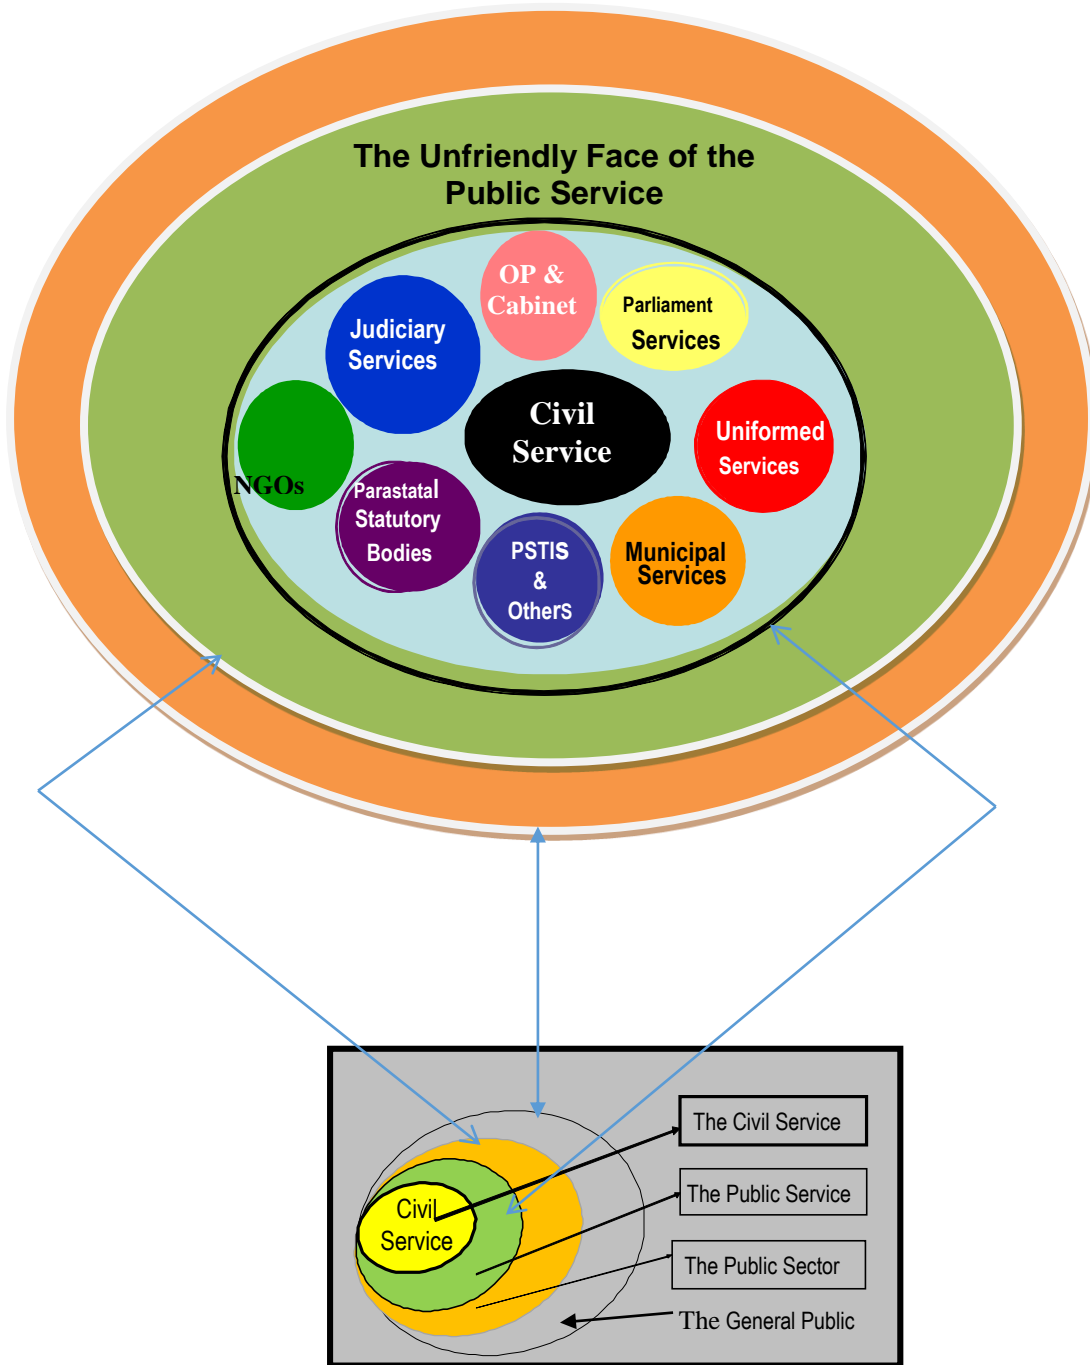 The Unfriendly Face of the
Public Service
OP &
Cabinet
Parliament
Services
Judiciary
Services
Civil
Service
Uniformed
Services
NGOs
Parastatal
Statutory
Bodies
PSTIS
&
Others
Municipal
Services
The Civil Service
The Public Service
Civil
Service
The Public Sector
The General Public